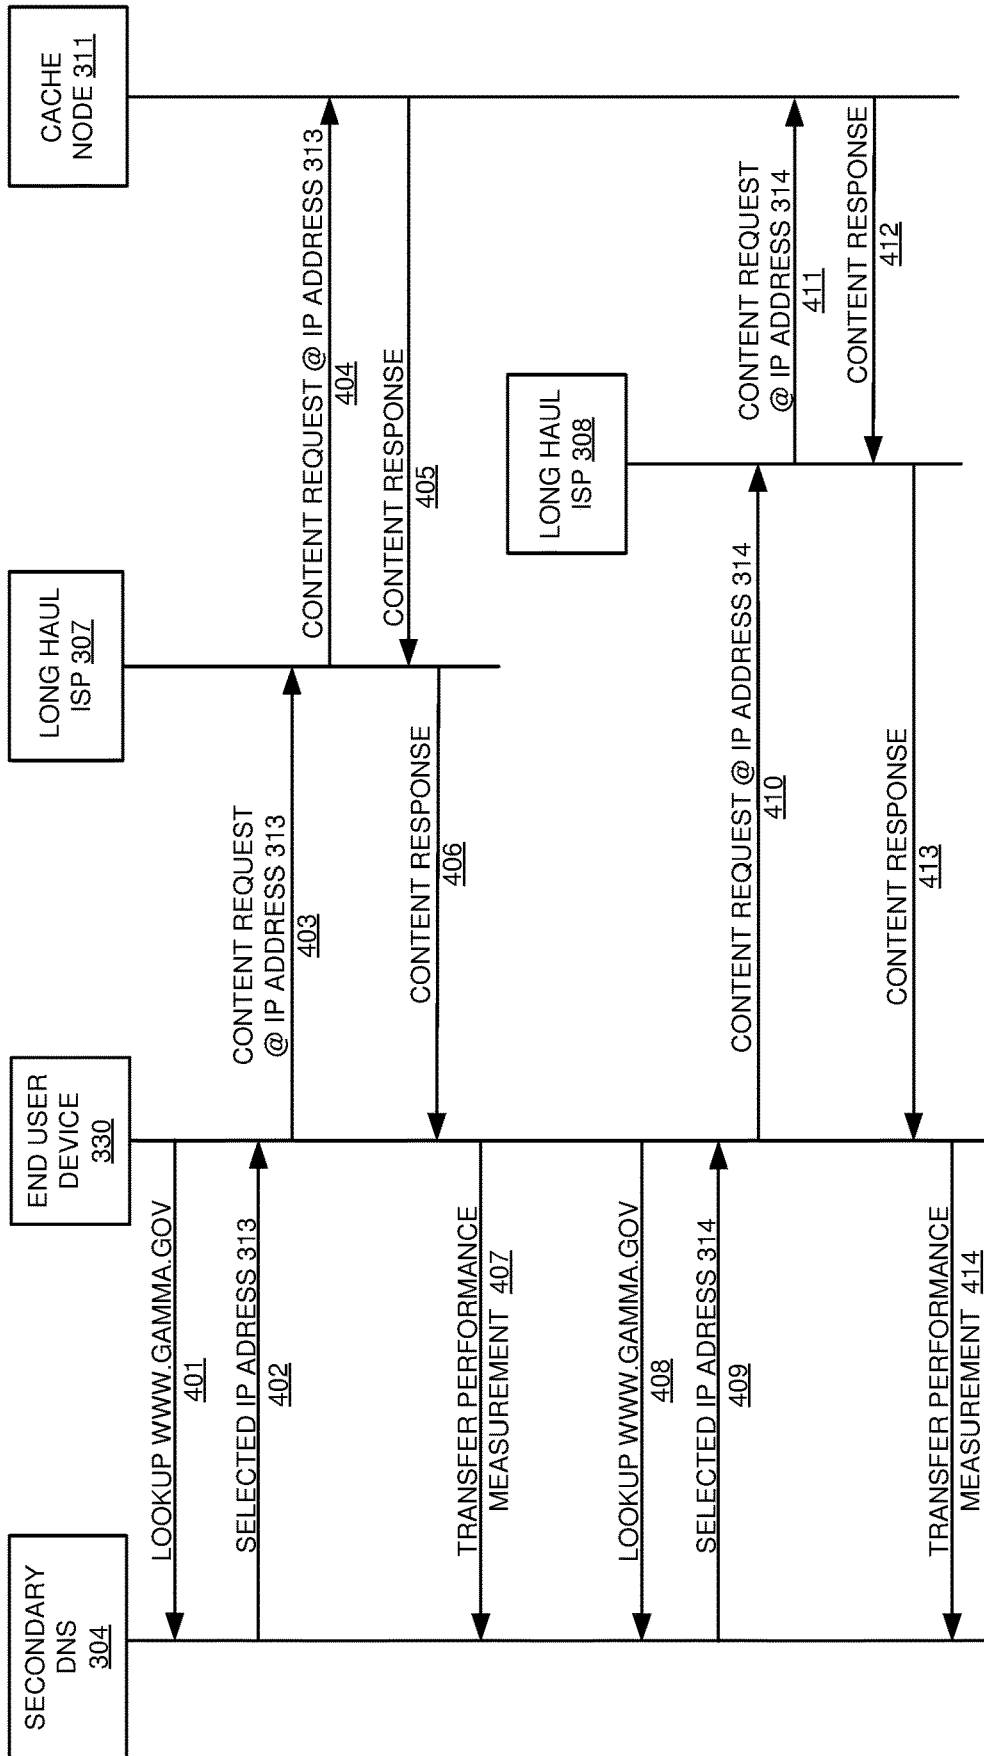 SECONDARY
DNS
304
END USER
DEVICE
330
LONG HAUL
ISP 307
CACHE
NODE 311
LOOKUP WWW.GAMMA.GOV
401
SELECTED IP ADRESS 313
402
CONTENT REQUEST
@ IP ADDRESS 313
403
CONTENT REQUEST @ IP ADDRESS 313
404
CONTENT RESPONSE
405
CONTENT RESPONSE
406
TRANSFER PERFORMANCE
MEASUREMENT 407
LONG HAUL
ISP 308
LOOKUP WWW.GAMMA.GOV
408
SELECTED IP ADRESS 314
409
CONTENT REQUEST @ IP ADDRESS 314
410
CONTENT REQUEST
@ IP ADDRESS 314
411
CONTENT RESPONSE
412
CONTENT RESPONSE
413
TRANSFER PERFORMANCE
MEASUREMENT 414